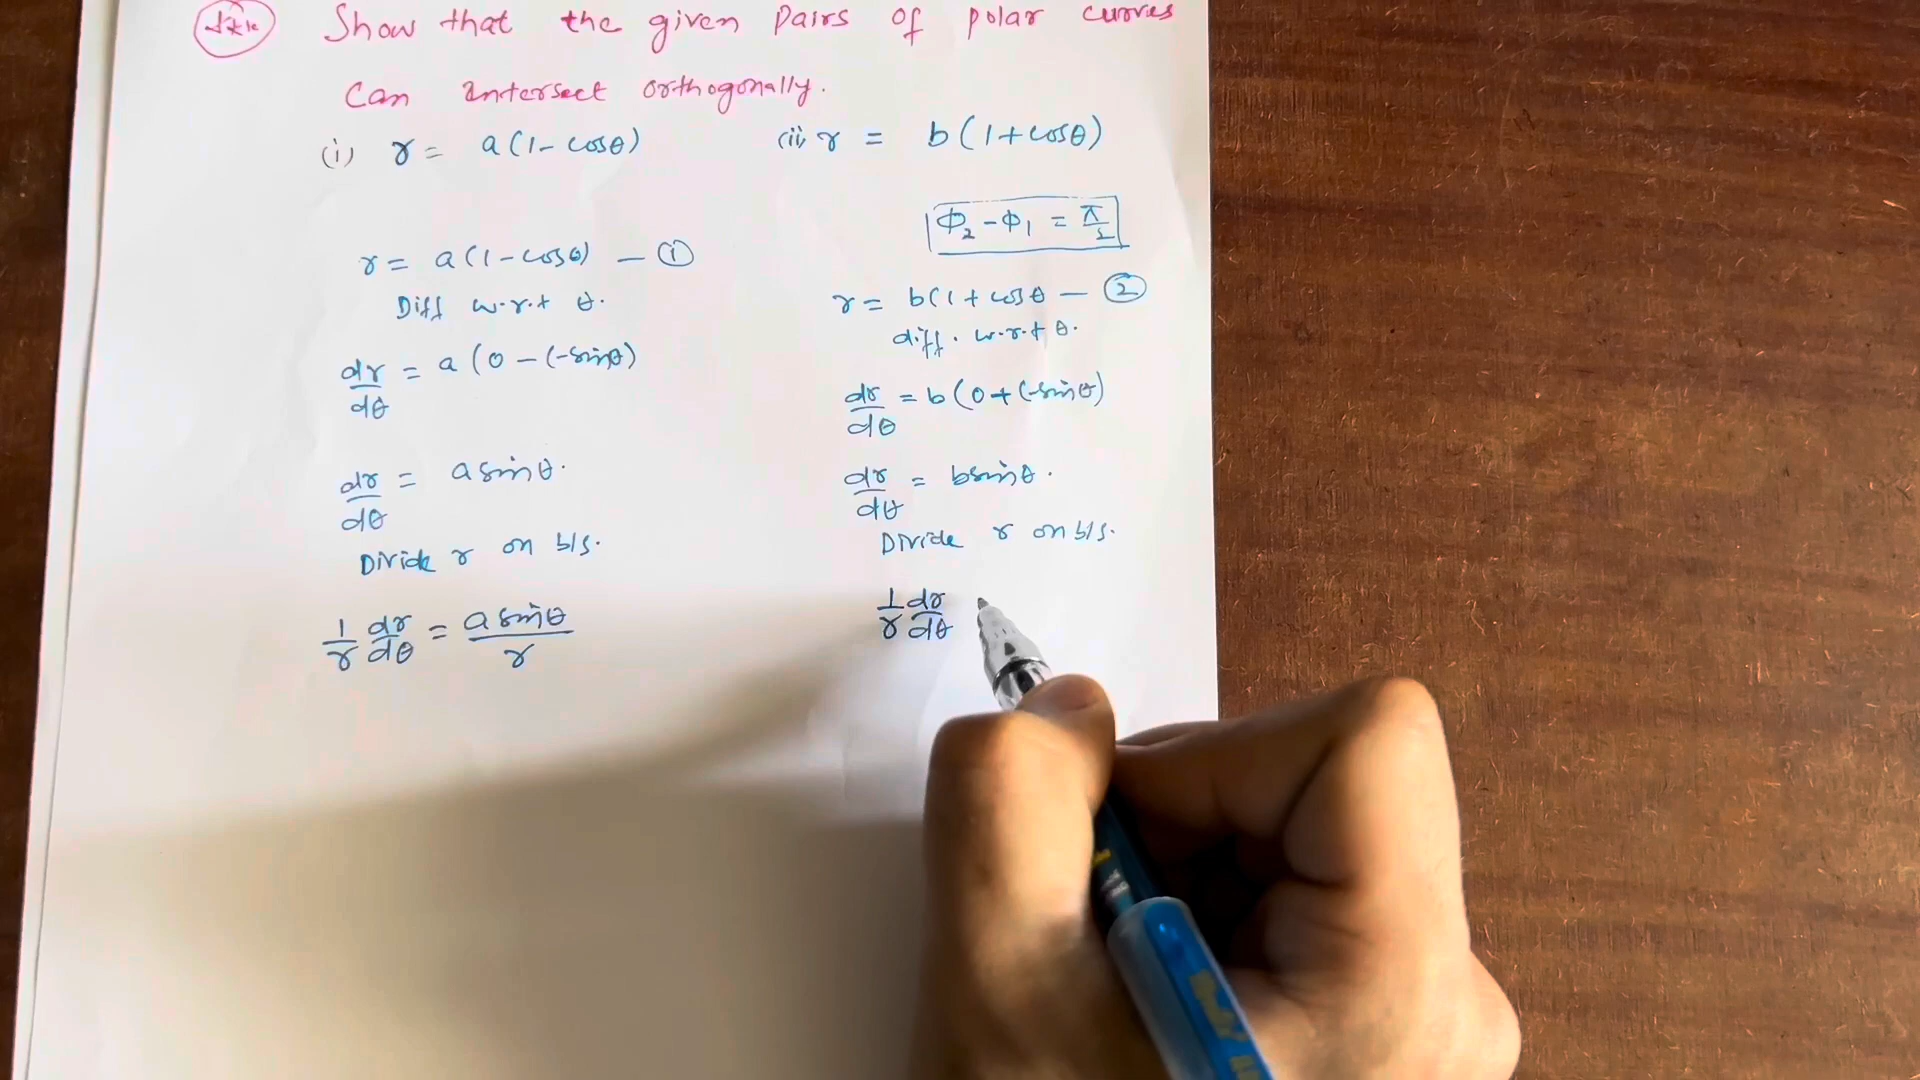 Show that the given Pairs of polar curves
Can intersect orthogonally.
(i) r = a(1- cosθ)
(ii) r = b(1+cosθ)
Φ₂ - Φ₁ = π/2
r = a(1-cosθ) — ①
Diff w.r.t θ.
dr/dθ = a(0-(-sinθ)
dr/dθ = a sinθ.
Divide r on b/s.
1/r dr/dθ = a sinθ/r
r = b(1+cosθ — ②
diff. w.r.t θ.
dr/dθ = b(0+(-sinθ)
dr/dθ = bsinθ.
Divide r on b/s.
1/r dr/dθ